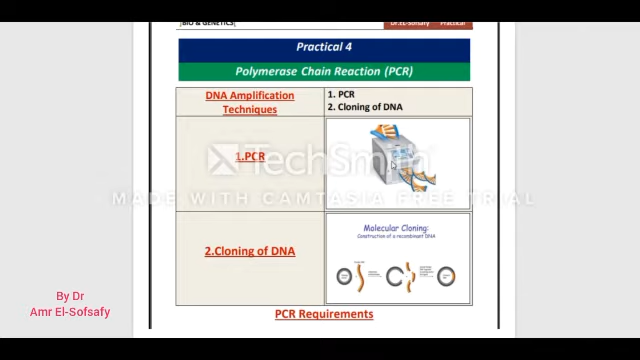 BIO & GENETICS
Dr.EL-Sofsafy Practical
Practical 4
Polymerase Chain Reaction (PCR)
DNA Amplification
Techniques
1. PCR
2. Cloning of DNA
1.PCR
TechSmith
MADE WITH CAMTASIA FREE TRIAL
2.Cloning of DNA
Molecular Cloning:
Construction of a recombinant DNA
By Dr
Amr El-Sofsafy
PCR Requirements